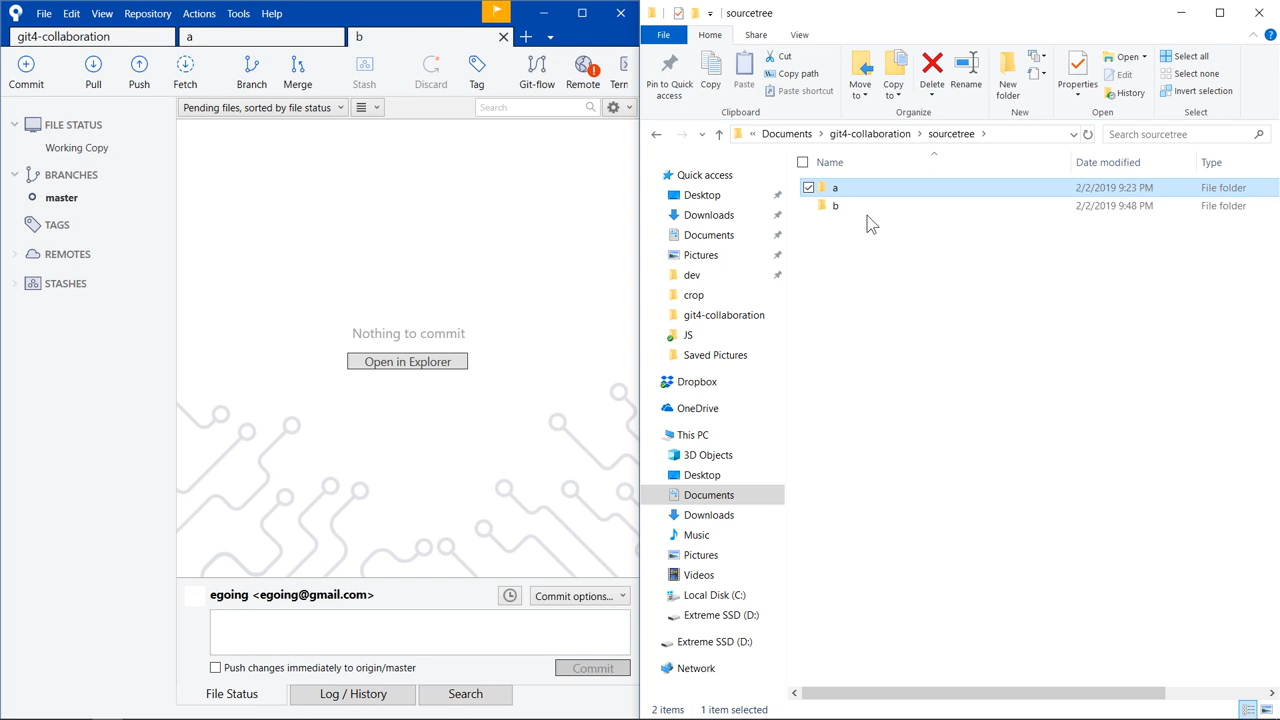 File Edit View Repository Actions Tools Help
git4-collaboration a b
Pull Push Fetch Branch Merge Stash Discard Tag Git-flow Remote
Pending files, sorted by file status
Search
FILE STATUS
Working Copy
BRANCHES
master
TAGS
REMOTES
STASHES
Nothing to commit
Open in Explorer
egoing <egoing@gmail.com>
Commit options...
Push changes immediately to origin/master
Commit
File Status Log / History Search
sourcetree
File Home Share View
Pin to Quick access
Copy
Paste
Cut
Copy path
Paste shortcut
Clipboard
Move to
Copy to
Delete
Rename
Organize
New folder
New
Properties
Open
Edit
History
Open
Select all
Select none
Invert selection
Select
« Documents > git4-collaboration > sourcetree >
Search sourcetree
Name Date modified Type
a 2/2/2019 9:23 PM File folder
b 2/2/2019 9:48 PM File folder
Quick access
Desktop
Downloads
Documents
Pictures
dev
crop
git4-collaboration
JS
Saved Pictures
Dropbox
OneDrive
This PC
3D Objects
Desktop
Documents
Downloads
Music
Pictures
Videos
Local Disk (C:)
Extreme SSD (D:)
Extreme SSD (D:)
Network
2 items 1 item selected